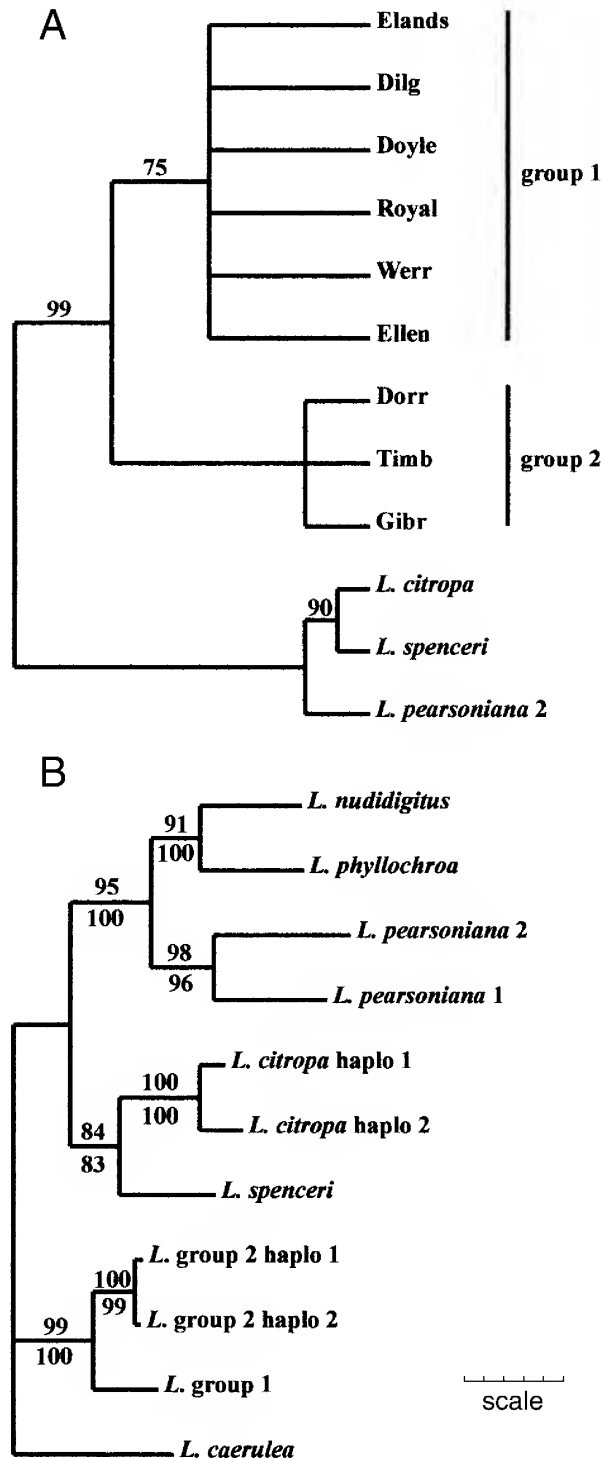 A
Elands
Dilg
Doyle
75
group 1
Royal
Werr
99
Ellen
Dorr
Timb
group 2
Gibr
L. citropa
90
L. spenceri
L. pearsoniana 2
B
L. nudidigitus
91
100
L. phyllochroa
95
100
L. pearsoniana 2
98
96
L. pearsoniana 1
L. citropa haplo 1
100
100
L. citropa haplo 2
84
83
L. spenceri
L. group 2 haplo 1
100
99
L. group 2 haplo 2
99
100
L. group 1
scale
L. caerulea